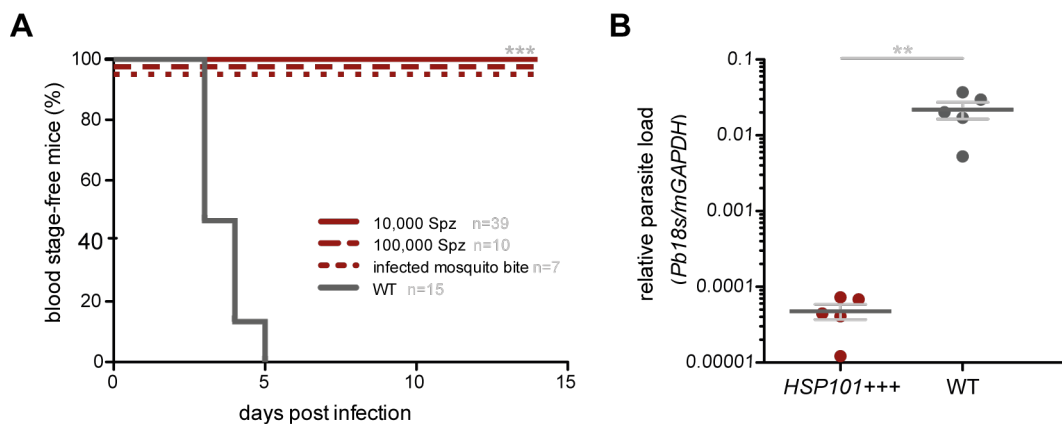 A
blood stage-free mice (%)
100
80
60
40
20
0
***
10,000 Spz n=39
100,000 Spz n=10
infected mosquito bite n=7
WT n=15
0 5 10 15
days post infection
B
relative parasite load
(Pb18s/mGAPDH)
0.1
0.01
0.001
0.0001
0.00001
**
HSP101+++ WT